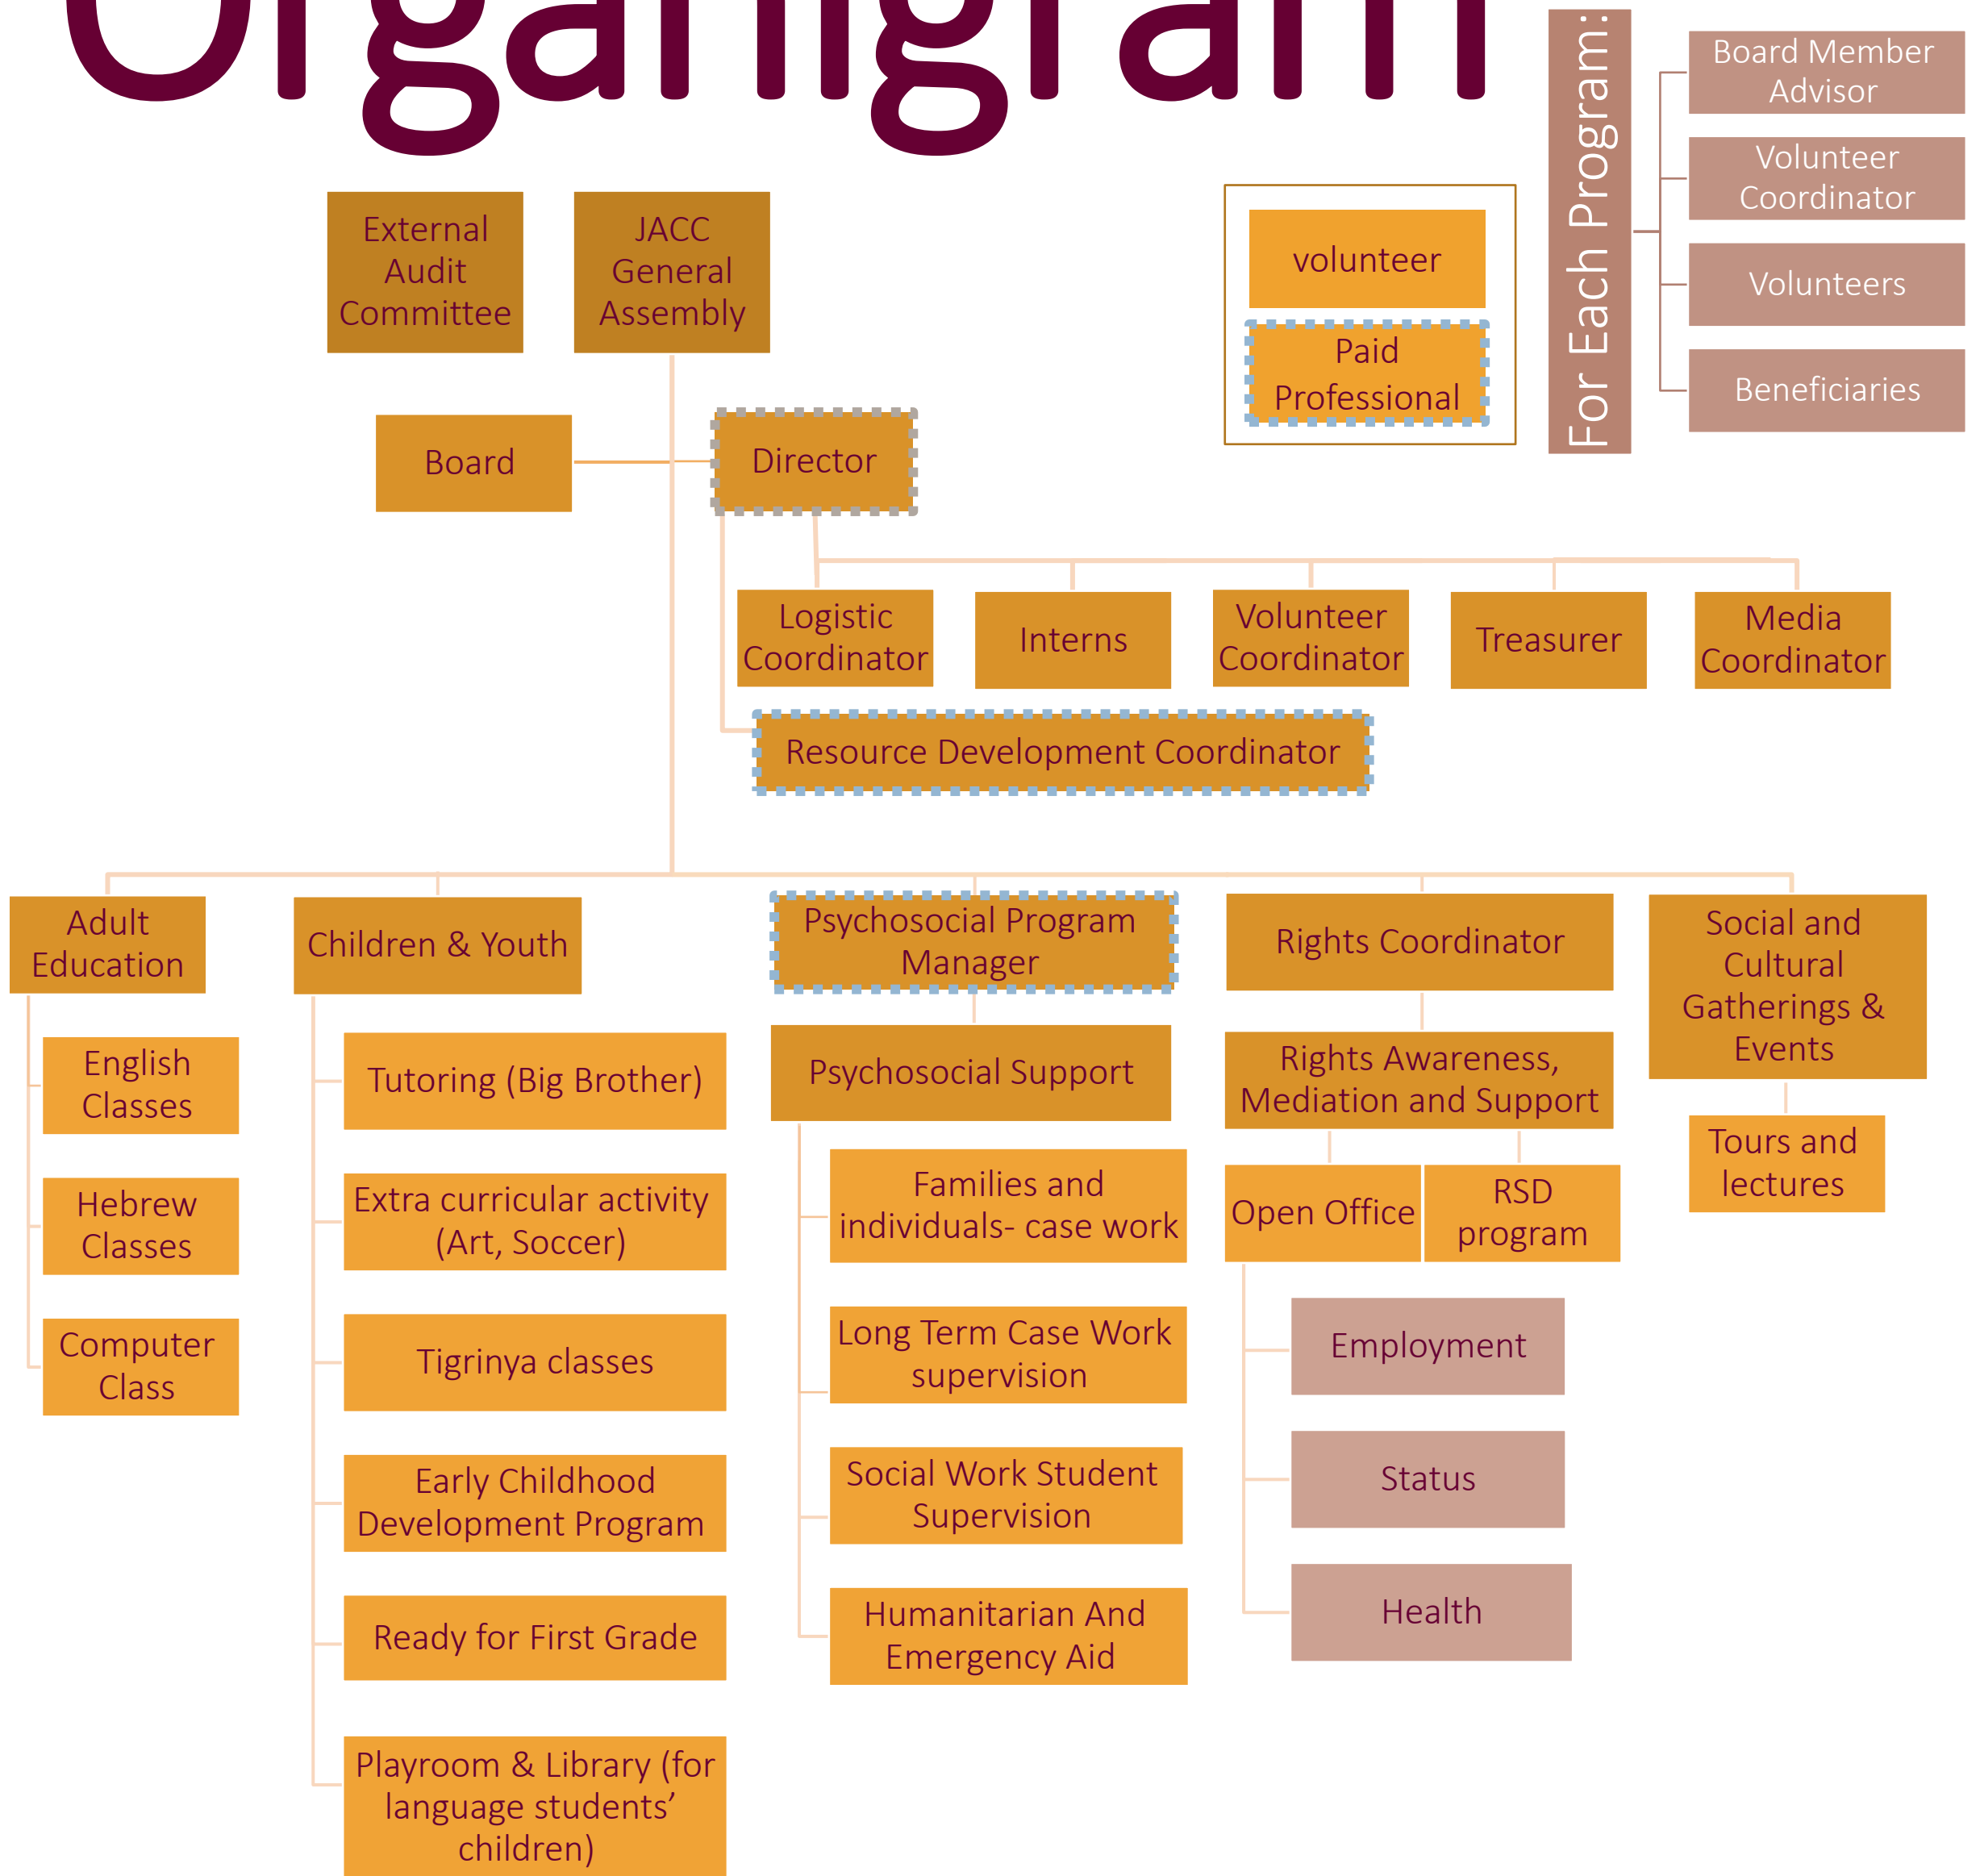 Organigram
For Each Program:
Board Member
Advisor
Volunteer
Coordinator
Volunteers
Beneficiaries
External
Audit
Committee
JACC
General
Assembly
volunteer
Paid
Professional
Board
Director
Logistic
Coordinator
Interns
Volunteer
Coordinator
Treasurer
Media
Coordinator
Resource Development Coordinator
Adult
Education
English
Classes
Hebrew
Classes
Computer
Class
Children & Youth
Tutoring (Big Brother)
Extra curricular activity
(Art, Soccer)
Tigrinya classes
Early Childhood
Development Program
Ready for First Grade
Playroom & Library (for
language students’
children)
Psychosocial Program
Manager
Psychosocial Support
Families and
individuals- case work
Long Term Case Work
supervision
Social Work Student
Supervision
Humanitarian And
Emergency Aid
Rights Coordinator
Rights Awareness,
Mediation and Support
Open Office
RSD
program
Employment
Status
Health
Social and
Cultural
Gatherings &
Events
Tours and
lectures